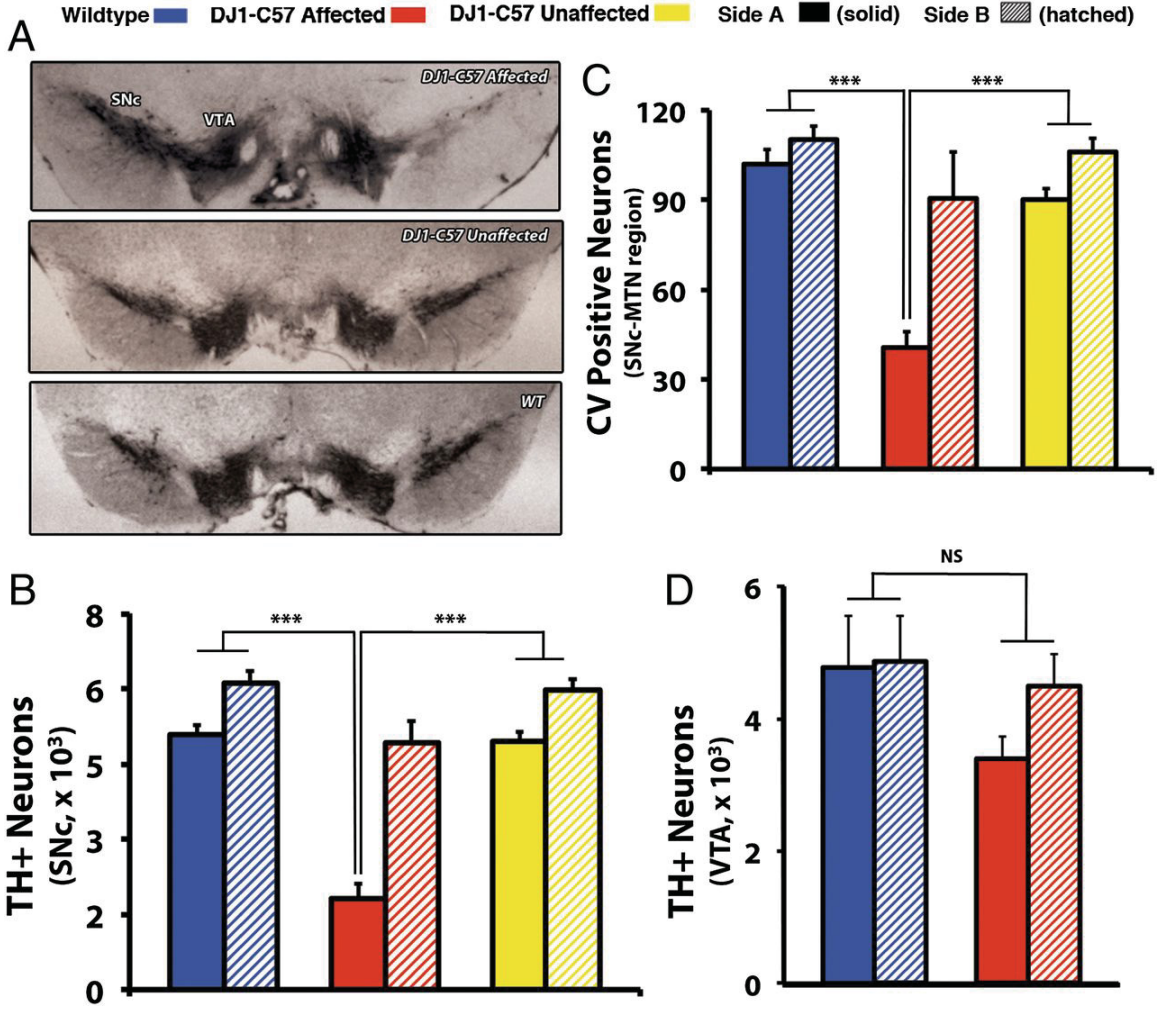 Wildtype DJ1-C57 Affected DJ1-C57 Unaffected Side A (solid) Side B (hatched)
A
DJ1-C57 Affected
SNc
VTA
DJ1-C57 Unaffected
WT
B
TH+ Neurons
(SNc, x 10³)
8
6
5
3
2
0
***
***
C
CV Positive Neurons
(SNc-MTN region)
120
90
60
30
0
***
***
D
TH+ Neurons
(VTA, x 10³)
6
4
2
0
NS